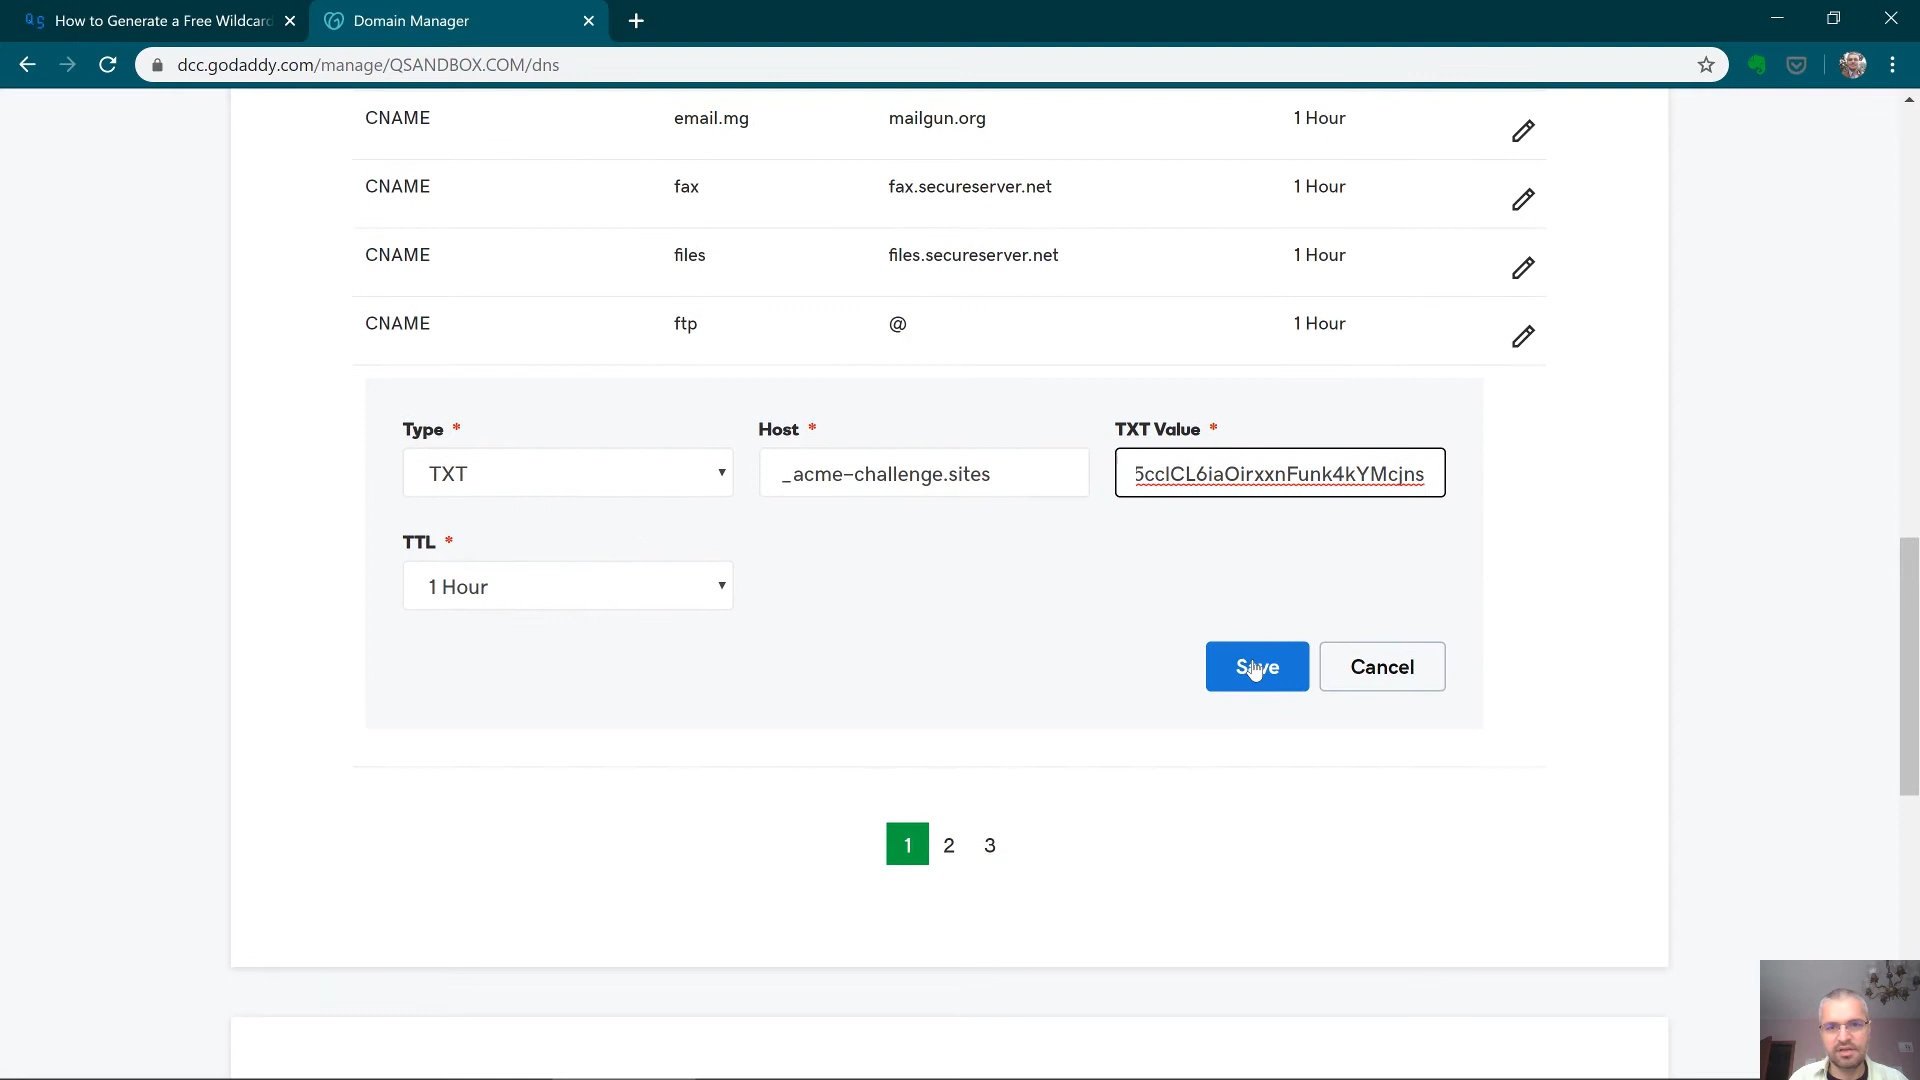 How to Generate a Free Wildcard
Domain Manager
dcc.godaddy.com/manage/QSANDBOX.COM/dns
CNAME email.mg mailgun.org 1 Hour
CNAME fax fax.secureserver.net 1 Hour
CNAME files files.secureserver.net 1 Hour
CNAME ftp @ 1 Hour
Type * Host * TXT Value *
TXT _acme-challenge.sites 5cclCL6iaOirxxnFunk4kYMcjns
TTL *
1 Hour
Save Cancel
1 2 3